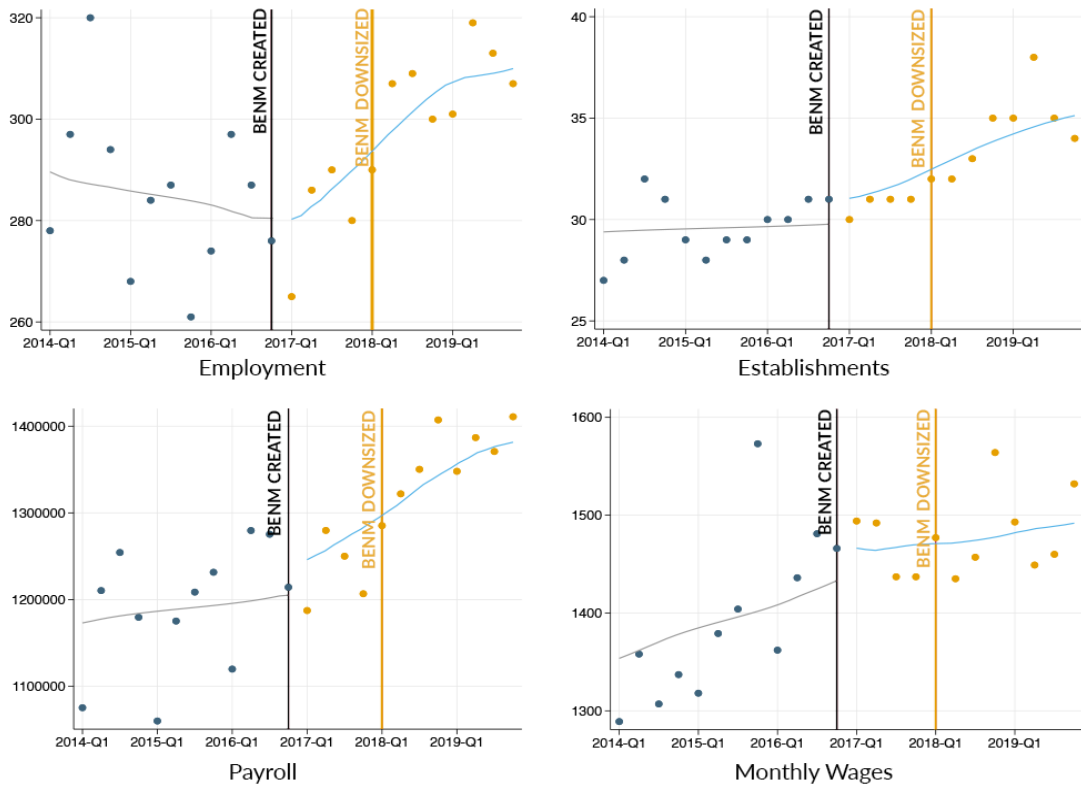 320
300
280
260
BENM CREATED
BENM DOWNSIZED
2014-Q1 2015-Q1 2016-Q1 2017-Q1 2018-Q1 2019-Q1
Employment
40
35
30
25
BENM CREATED
BENM DOWNSIZED
2014-Q1 2015-Q1 2016-Q1 2017-Q1 2018-Q1 2019-Q1
Establishments
1400000
1300000
1200000
1100000
BENM CREATED
BENM DOWNSIZED
2014-Q1 2015-Q1 2016-Q1 2017-Q1 2018-Q1 2019-Q1
Payroll
1600
1500
1400
1300
BENM CREATED
BENM DOWNSIZED
2014-Q1 2015-Q1 2016-Q1 2017-Q1 2018-Q1 2019-Q1
Monthly Wages